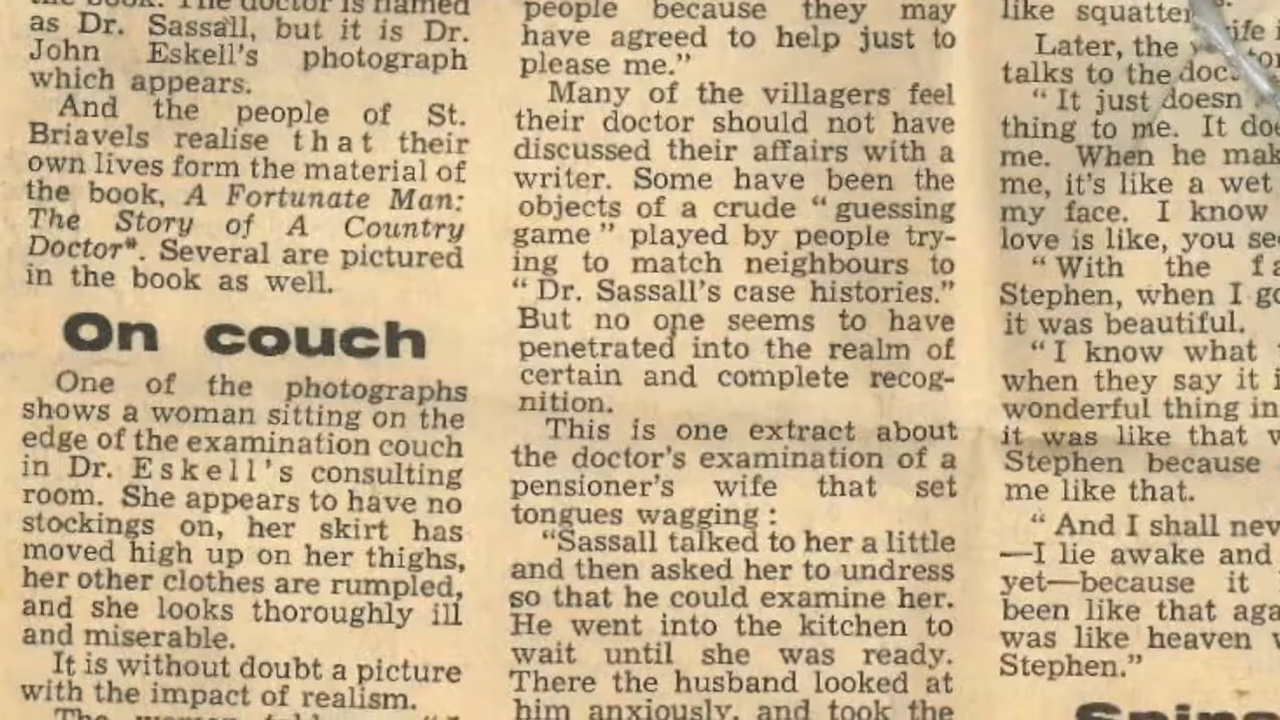 the book. The doctor is named
as Dr. Sassall, but it is Dr.
John Eskell's photograph
which appears.
And the people of St.
Briavels realise that their
own lives form the material of
the book, A Fortunate Man:
The Story of A Country
Doctor*. Several are pictured
in the book as well.
On couch
One of the photographs
shows a woman sitting on the
edge of the examination couch
in Dr. Eskell's consulting
room. She appears to have no
stockings on, her skirt has
moved high up on her thighs,
her other clothes are rumpled,
and she looks thoroughly ill
and miserable.
It is without doubt a picture
with the impact of realism.
The woman
people because they may
have agreed to help just to
please me."
Many of the villagers feel
their doctor should not have
discussed their affairs with a
writer. Some have been the
objects of a crude "guessing
game" played by people try-
ing to match neighbours to
"Dr. Sassall's case histories."
But no one seems to have
penetrated into the realm of
certain and complete recog-
nition.
This is one extract about
the doctor's examination of a
pensioner's wife that set
tongues wagging:
"Sassall talked to her a little
and then asked her to undress
so that he could examine her.
He went into the kitchen to
wait until she was ready.
There the husband looked at
him anxiously, and took the
like
Later, the
talks to the
"It just doesn
thing to me. It
me. When he
me, it's like a wet
my face. I know
love is like, you
"With the
Stephen, when I
it was beautiful.
"I know what
when they say it
wonderful thing in
it was like that
Stephen because
me like that.
"And I shall
—I lie awake and
yet—because it
been like that
was like heaven
Stephen."